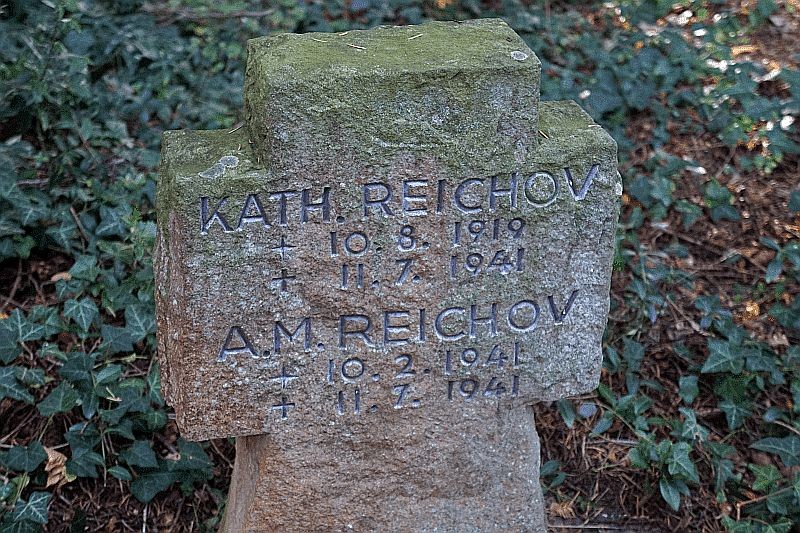 KATH. REICHOV
+ 10.8.1919
+ 11.7.1941
A.M. REICHOV
+ 10.2.1941
+ 11.7.1941